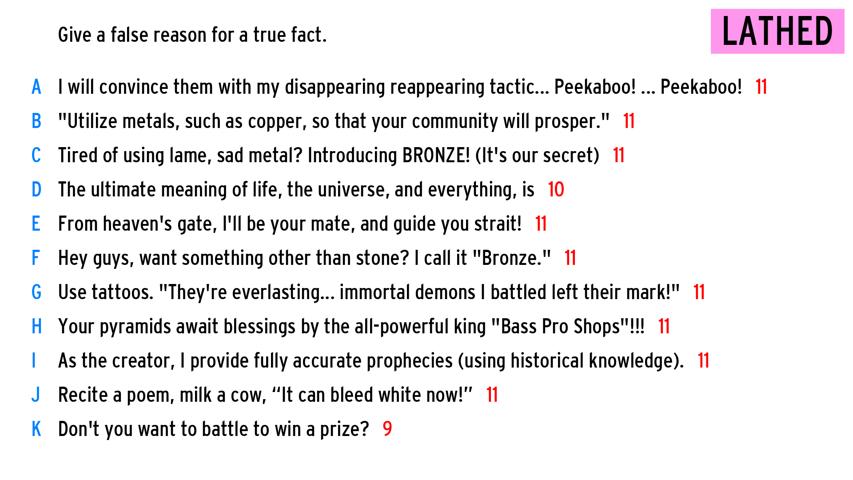 Give a false reason for a true fact.
LATHED
A I will convince them with my disappearing reappearing tactic... Peekaboo! ... Peekaboo! 11
B "Utilize metals, such as copper, so that your community will prosper." 11
C Tired of using lame, sad metal? Introducing BRONZE! (It's our secret) 11
D The ultimate meaning of life, the universe, and everything, is 10
E From heaven's gate, I'll be your mate, and guide you strait! 11
F Hey guys, want something other than stone? I call it "Bronze." 11
G Use tattoos. "They're everlasting... immortal demons I battled left their mark!" 11
H Your pyramids await blessings by the all-powerful king "Bass Pro Shops"!!! 11
I As the creator, I provide fully accurate prophecies (using historical knowledge). 11
J Recite a poem, milk a cow, “It can bleed white now!” 11
K Don't you want to battle to win a prize? 9